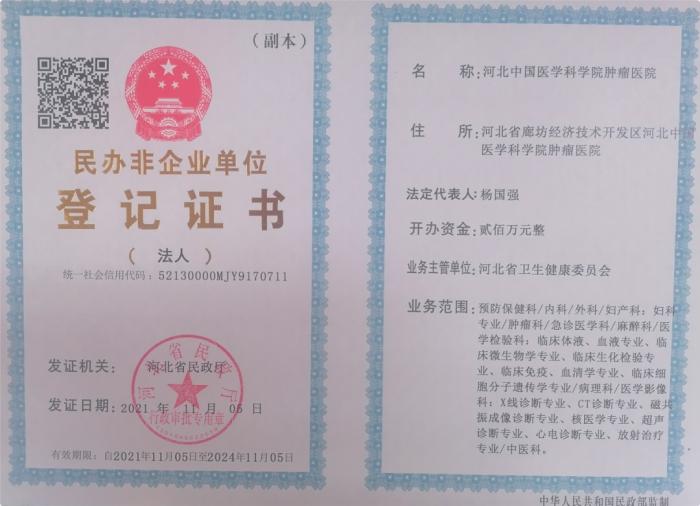 （副本）
民办非企业单位
登记证书
（ 法人 ）
统一社会信用代码：52130000MJY9170711
发证机关： 河北省民政厅
发证日期：2021 年 11 月 05 日
有效期限：自2021年11月05日至2024年11月05日
河北省民政厅
行政审批专用章
名 称：河北中国医学科学院肿瘤医院
住 所：河北省廊坊经济技术开发区河北中国
医学科学院肿瘤医院
法定代表人：杨国强
开办资金：贰佰万元整
业务主管单位：河北省卫生健康委员会
业务范围：预防保健科/内科/外科/妇产科；妇科
专业/肿瘤科/急诊医学科/麻醉科/医
学检验科：临床体液、血液专业、临
床微生物学专业、临床生化检验专
业、临床免疫、血清学专业、临床细
胞分子遗传学专业/病理科/医学影像
科：X线诊断专业、CT诊断专业、磁共
振成像诊断专业、核医学专业、超声
诊断专业、心电诊断专业、放射治疗
专业/中医科。
中华人民共和国民政部监制